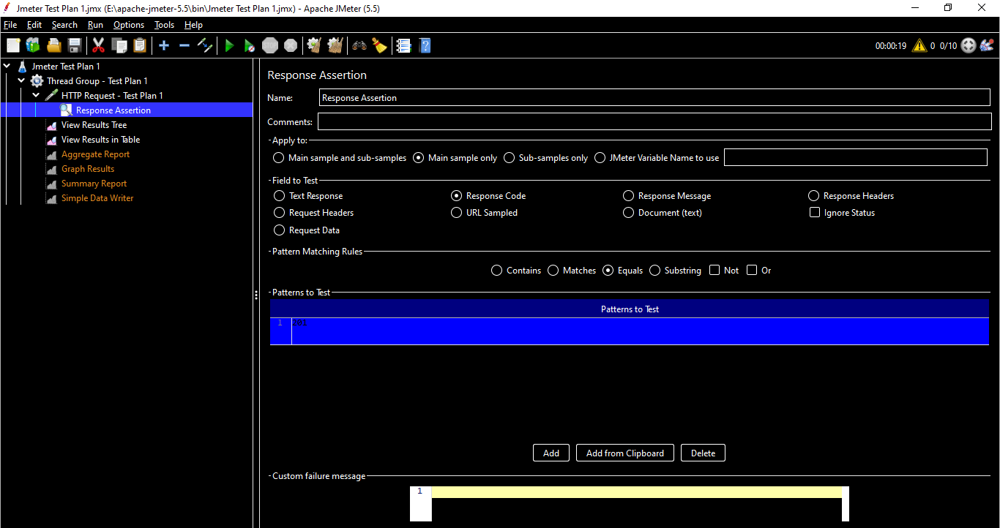 Jmeter Test Plan 1.jmx (E:\apache-jmeter-5.5\bin\Jmeter Test Plan 1.jmx) - Apache JMeter (5.5)
File Edit Search Run Options Tools Help
00:00:19 0 0/10
Jmeter Test Plan 1
Thread Group - Test Plan 1
HTTP Request - Test Plan 1
Response Assertion
View Results Tree
View Results in Table
Aggregate Report
Graph Results
Summary Report
Simple Data Writer
Response Assertion
Name: Response Assertion
Comments:
Apply to:
Main sample and sub-samples Main sample only Sub-samples only JMeter Variable Name to use
Field to Test
Text Response Response Code Response Message Response Headers
Request Headers URL Sampled Document (text) Ignore Status
Request Data
Pattern Matching Rules
Contains Matches Equals Substring Not Or
Patterns to Test
Patterns to Test
1 201
Add Add from Clipboard Delete
Custom failure message
1